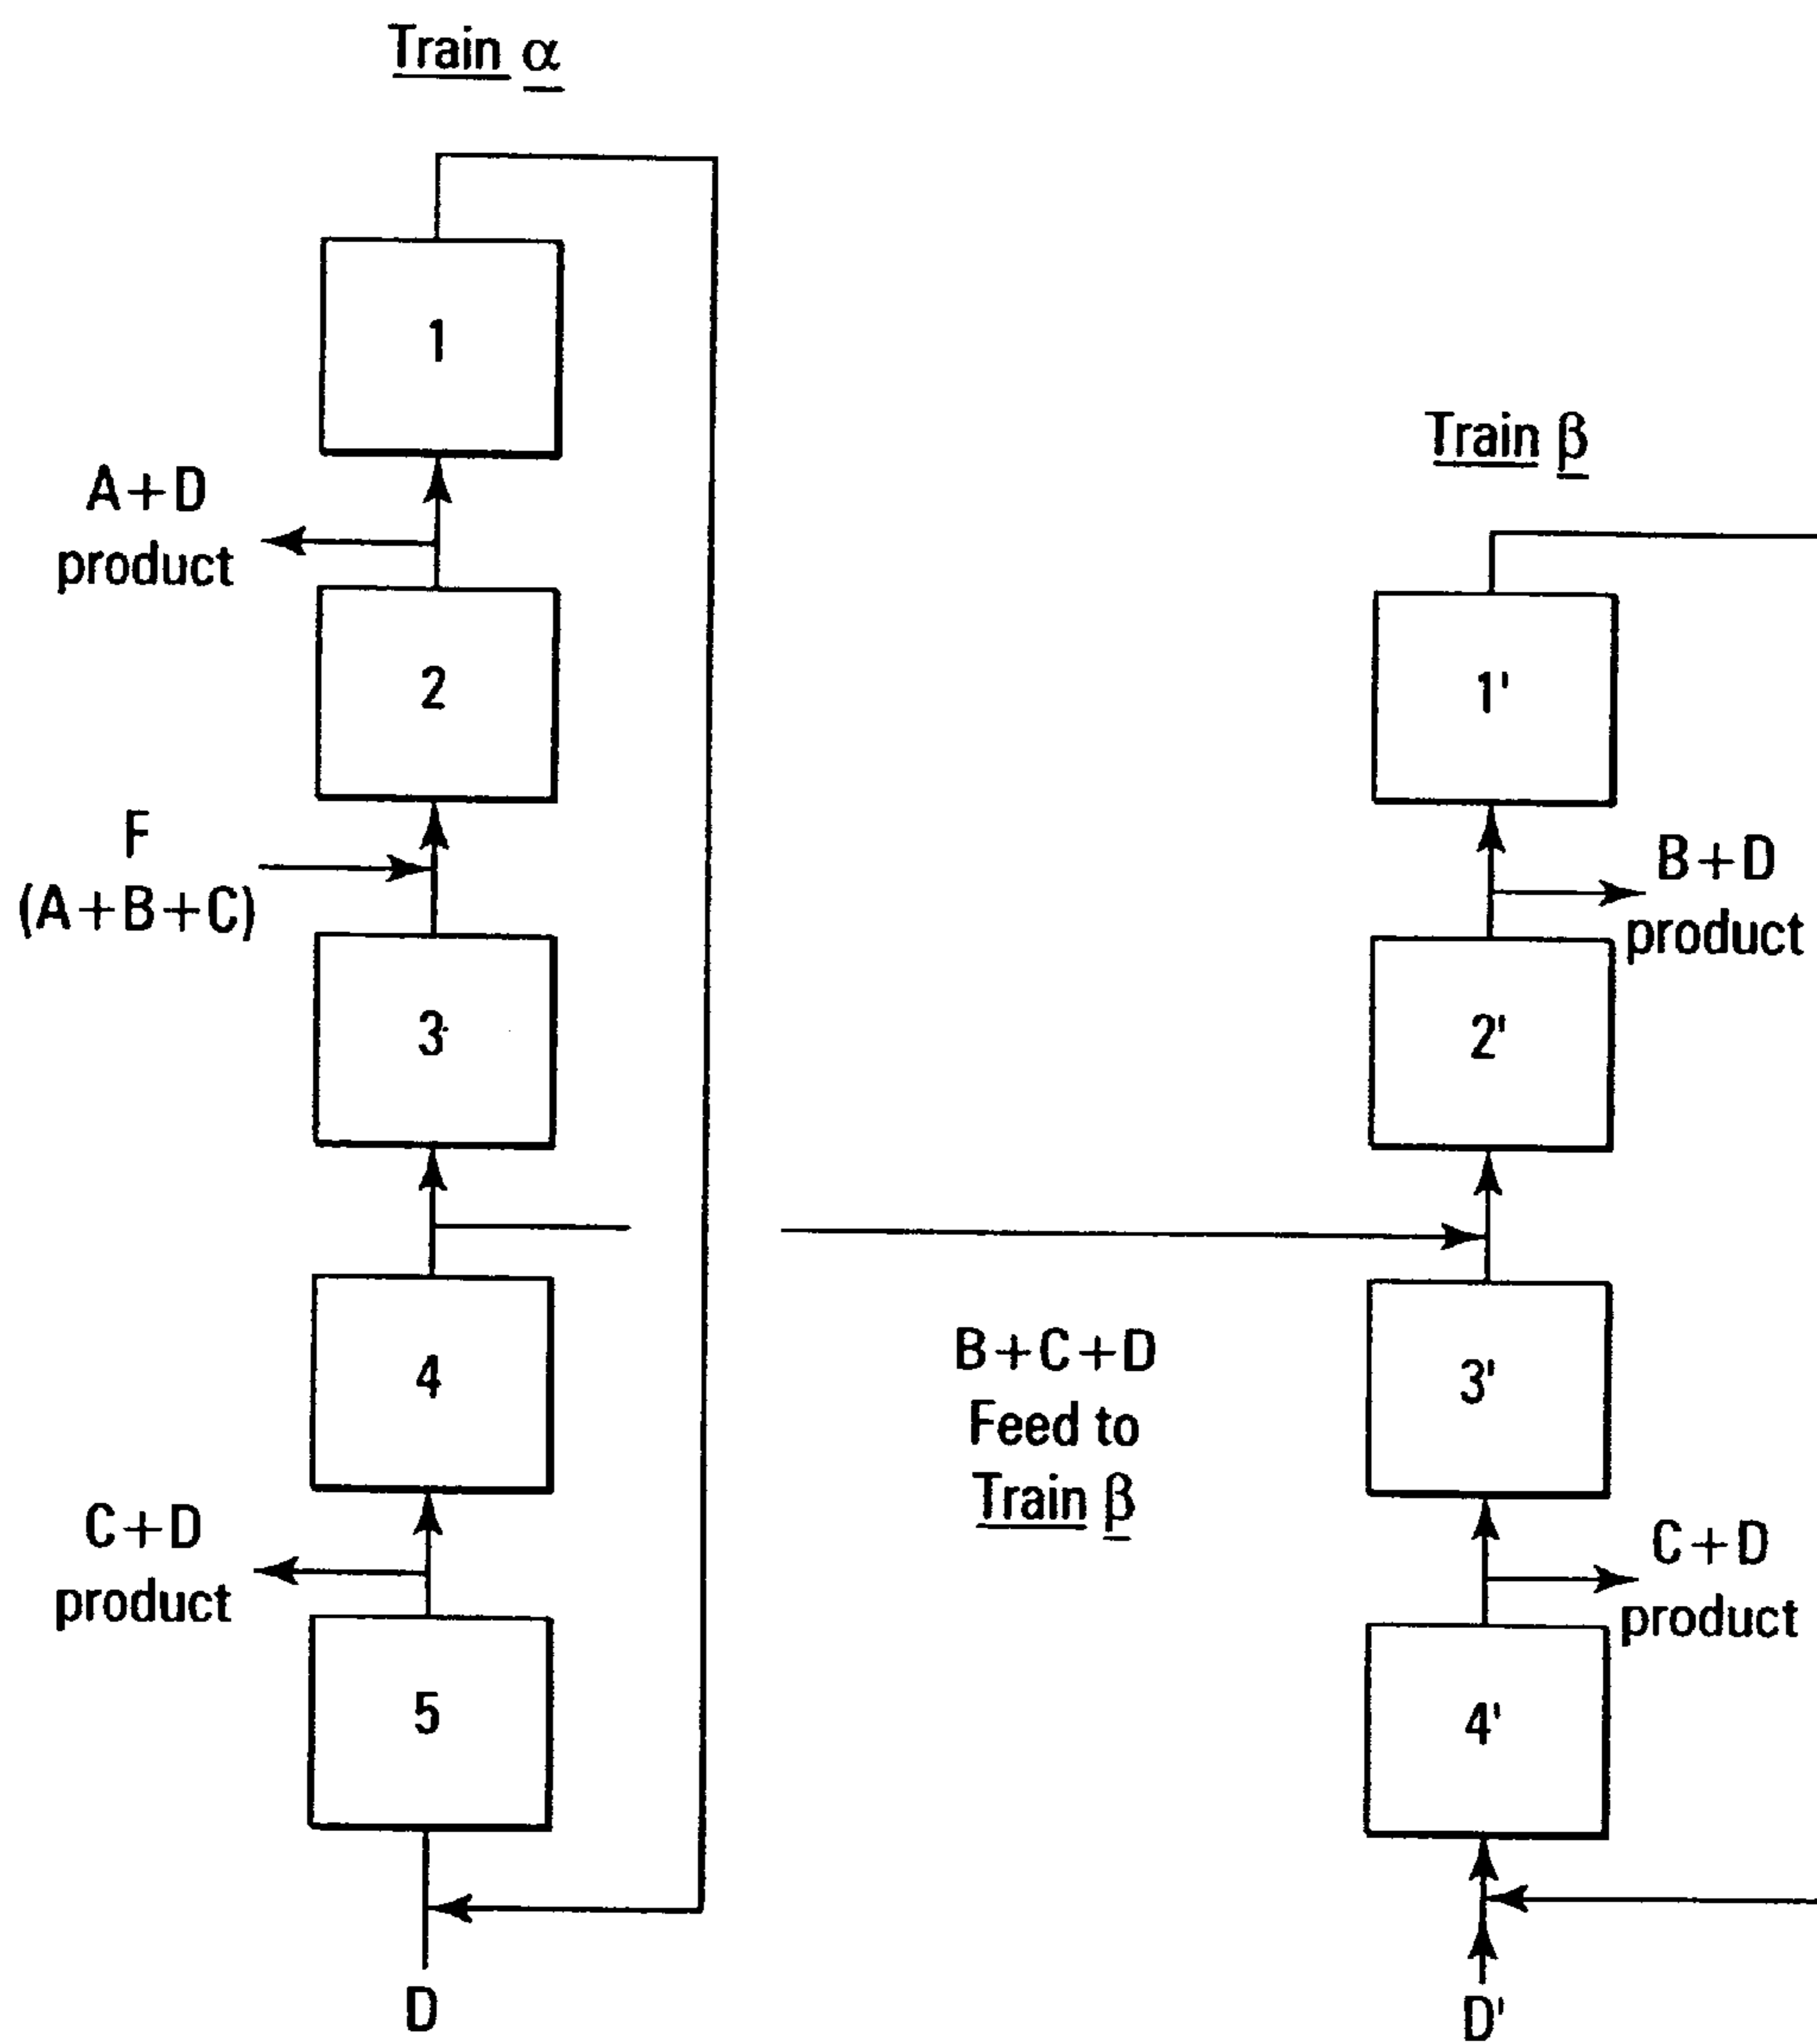 Train α
1
A+D
product
2
F
(A+B+C)
3
4
C+D
product
5
D
B+C+D
Feed to
Train β
Train β
1'
B+D
product
2'
3'
C+D
product
4'
D'